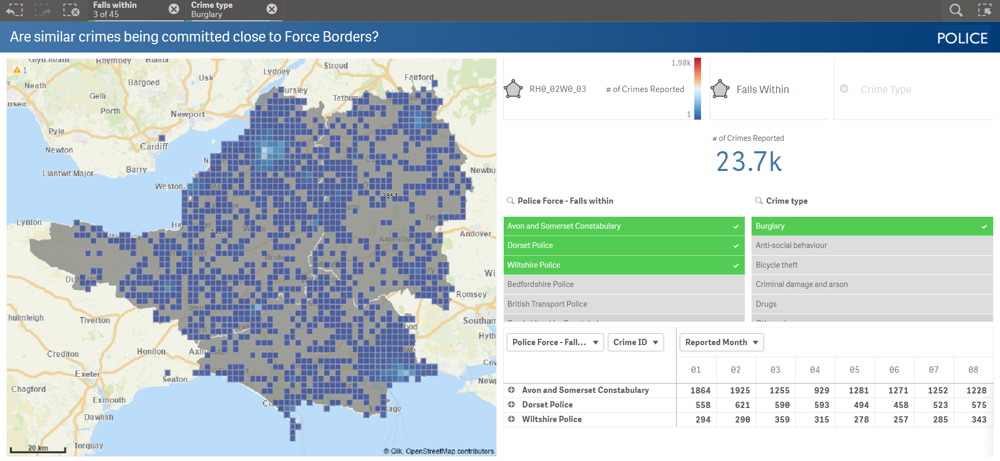 Falls within
3 of 45
Crime type
Burglary
Are similar crimes being committed close to Force Borders?
POLICE
1
Rhymney
Lydney
Stroud
Fairford
Neath
Bargoed
Usk
Gelli
Tetbury
nsea
Porth
Newport
Pyle
Newton
Cardiff
Llantwit Major
Barry
Newbu
Weston-s
Lynton
Andover
Amesbur
Wi
Romsey
hulmleigh
Tiverton
Southam
Hyth
Crediton
Honiton
Cov
Exeter
Seaton
Newp
Chagford
Exmouth
Dawlish
Torquay
3551
20 km
© Qlik, OpenStreetMap contributors
RH0_02W0_03
# of Crimes Reported
1.98k
1
Falls Within
Crime Type
# of Crimes Reported
23.7k
Police Force - Falls within
Avon and Somerset Constabulary
Dorset Police
Wiltshire Police
Bedfordshire Police
British Transport Police
Crime type
Burglary
Anti-social behaviour
Bicycle theft
Criminal damage and arson
Drugs
Police Force - Fall...
Crime ID
Reported Month
01 02 03 04 05 06 07 08
Avon and Somerset Constabulary 1864 1925 1255 929 1281 1271 1252 1228
Dorset Police 558 621 590 593 494 458 523 575
Wiltshire Police 294 290 359 315 278 257 285 343